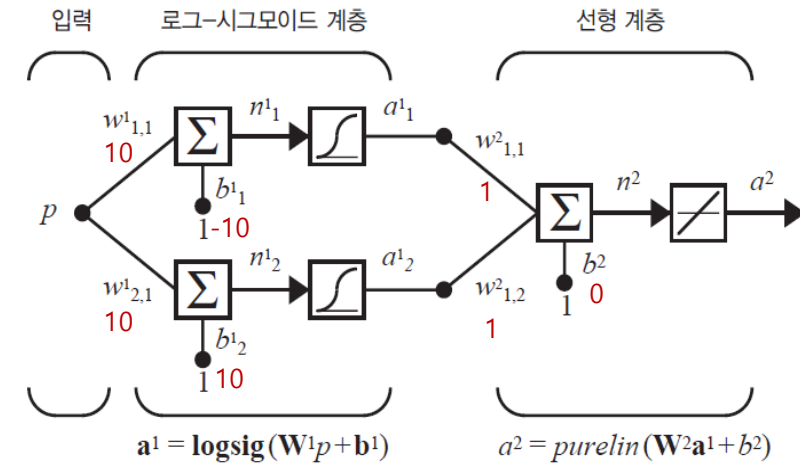 입력 로그-시그모이드 계층 선형 계층
w¹₁,₁ n¹₁ a¹₁ w²₁,₁
10
Σ
b¹₁
1 -10
1
n² a²
p
Σ
b²
1 0
w¹₂,₁ n¹₂ a¹₂ w²₁,₂
10
Σ
b¹₂
1 10
1
a¹ = logsig(W¹p+b¹) a² = purelin(W²a¹+b²)